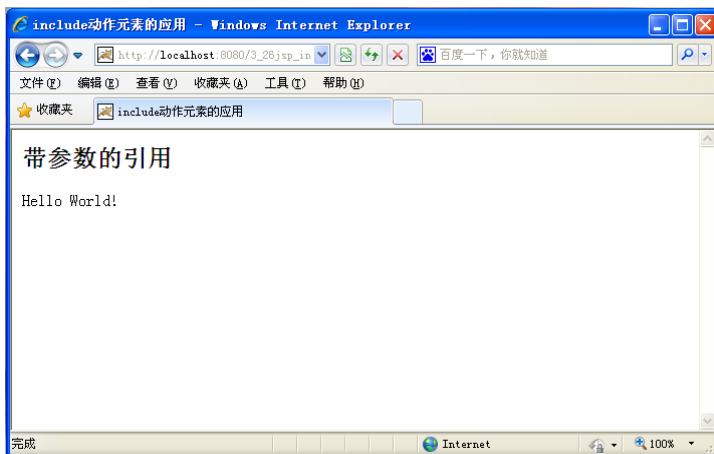 include动作元素的应用 - Windows Internet Explorer
http://localhost:8080/3_26jsp_in
百度一下，你就知道
文件(F) 编辑(E) 查看(V) 收藏夹(A) 工具(T) 帮助(H)
收藏夹 include动作元素的应用
带参数的引用
Hello World!
完成 Internet 100%